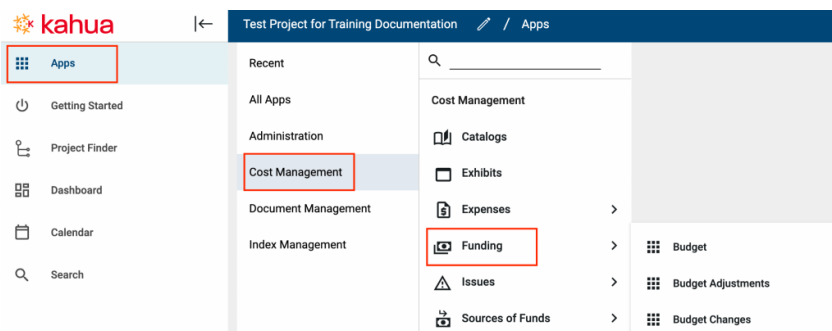 kahua
Test Project for Training Documentation / Apps
Apps
Getting Started
Project Finder
Dashboard
Calendar
Search
Recent
All Apps
Administration
Cost Management
Document Management
Index Management
Cost Management
Catalogs
Exhibits
Expenses
Funding
Issues
Sources of Funds
Budget
Budget Adjustments
Budget Changes